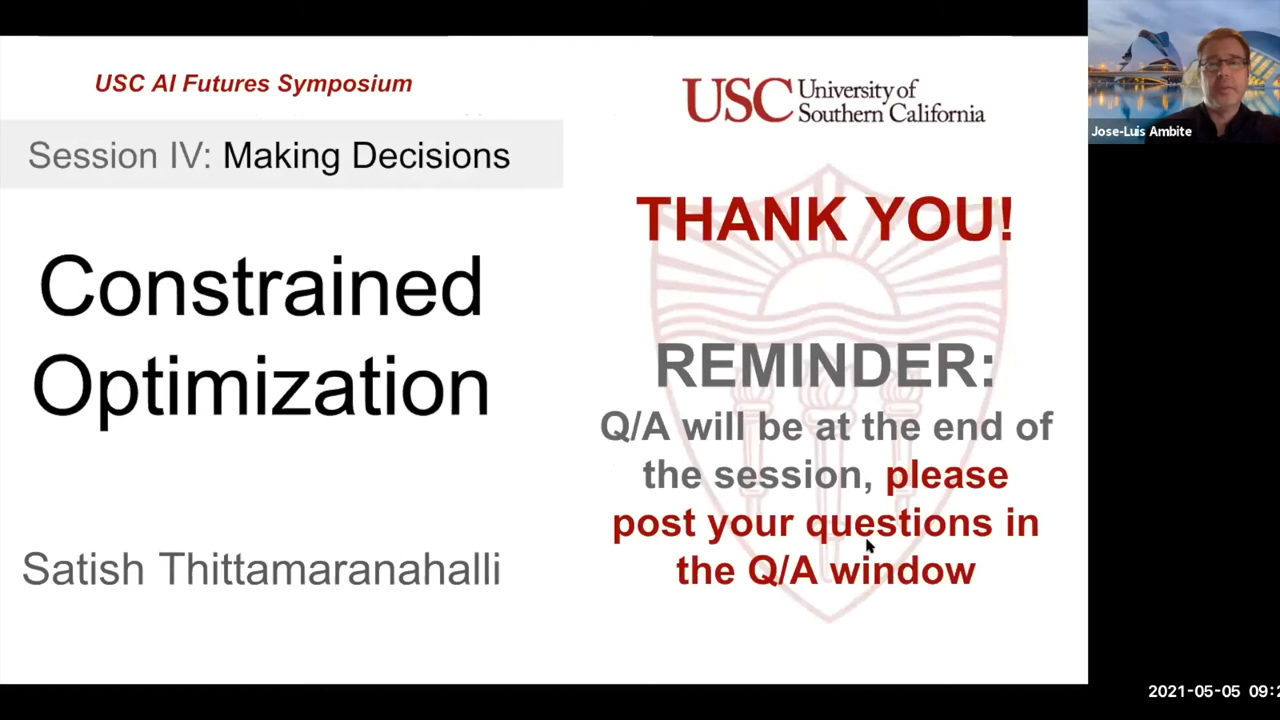 USC AI Futures Symposium
Session IV: Making Decisions
Constrained
Optimization
Satish Thittamaranahalli
USC University of
Southern California
THANK YOU!
REMINDER:
Q/A will be at the end of
the session, please
post your questions in
the Q/A window
Jose-Luis Ambite
2021-05-05 09:2